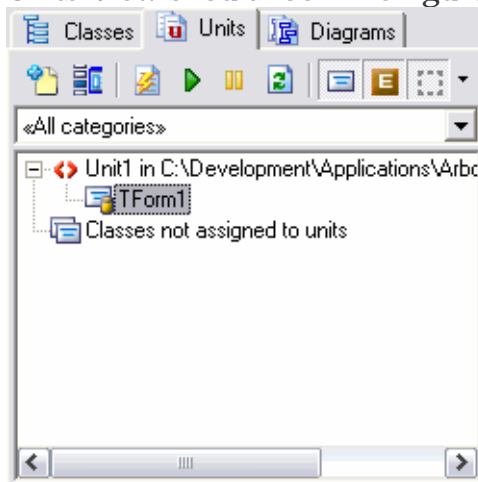 Classes Units Diagrams
E
«All categories»
Unit1 in C:\Development\Applications\Arbo
TForm1
Classes not assigned to units